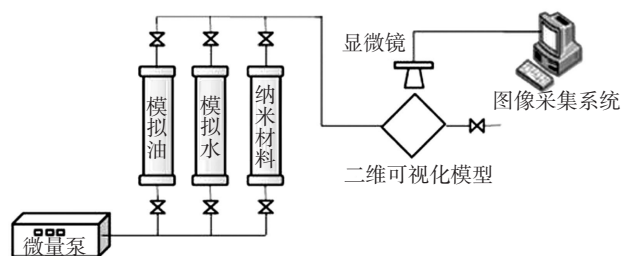 显微镜
图像采集系统
模拟油
模拟水
纳米材料
二维可视化模型
微量泵